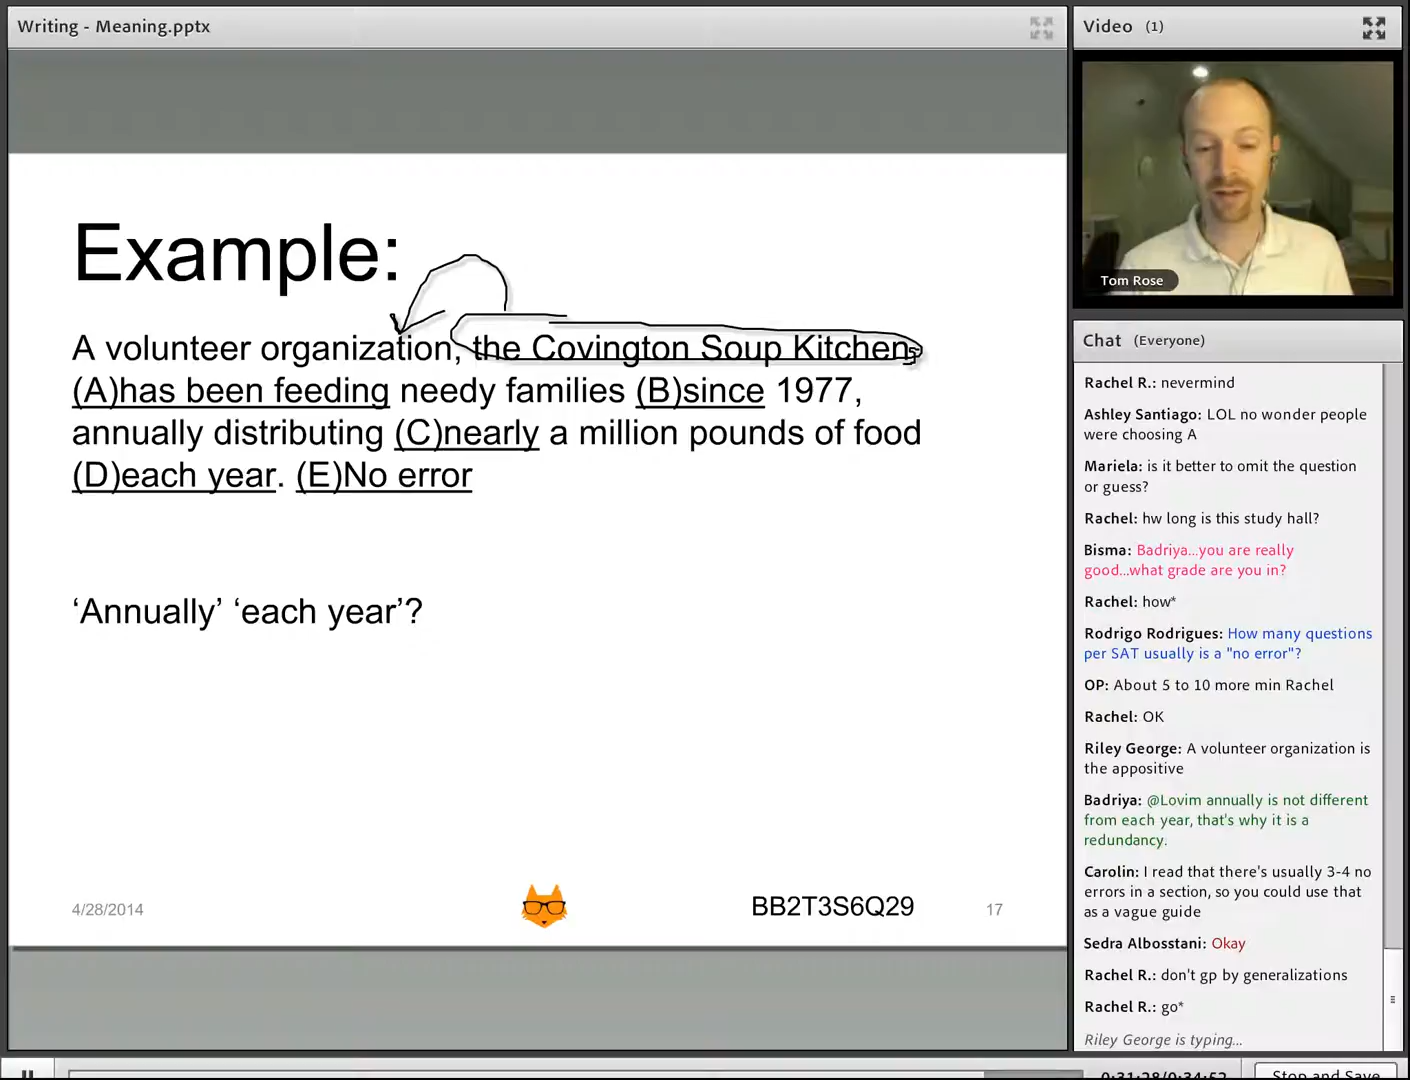 Writing - Meaning.pptx
Example:
A volunteer organization, the Covington Soup Kitchen,
(A)has been feeding needy families (B)since 1977,
annually distributing (C)nearly a million pounds of food
(D)each year. (E)No error
‘Annually’ ‘each year’?
4/28/2014
BB2T3S6Q29
17
Video (1)
Tom Rose
Chat (Everyone)
Rachel R.: nevermind
Ashley Santiago: LOL no wonder people
were choosing A
Mariela: is it better to omit the question
or guess?
Rachel: hw long is this study hall?
Bisma: Badriya...you are really
good...what grade are you in?
Rachel: how*
Rodrigo Rodrigues: How many questions
per SAT usually is a "no error"?
OP: About 5 to 10 more min Rachel
Rachel: OK
Riley George: A volunteer organization is
the appositive
Badriya: @Lovim annually is not different
from each year, that's why it is a
redundancy.
Carolin: I read that there's usually 3-4 no
errors in a section, so you could use that
as a vague guide
Sedra Albosstani: Okay
Rachel R.: don't gp by generalizations
Rachel R.: go*
Riley George is typing...
0:31:28/0:34:52
Stop and Save